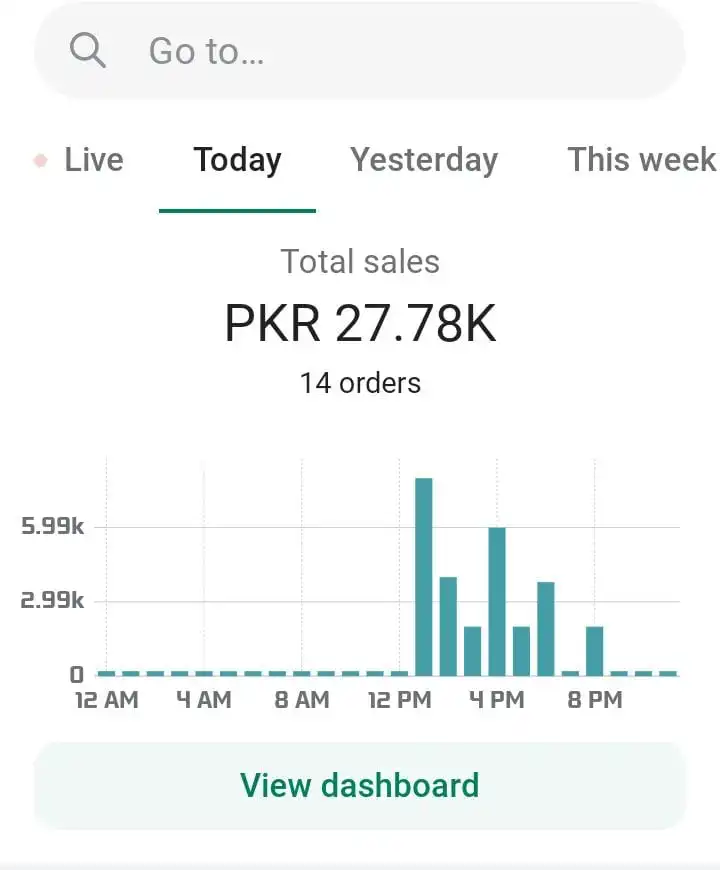 Go to...
Live Today Yesterday This week
Total sales
PKR 27.78K
14 orders
5.99k
2.99k
0
12 AM 4 AM 8 AM 12 PM 4 PM 8 PM
View dashboard